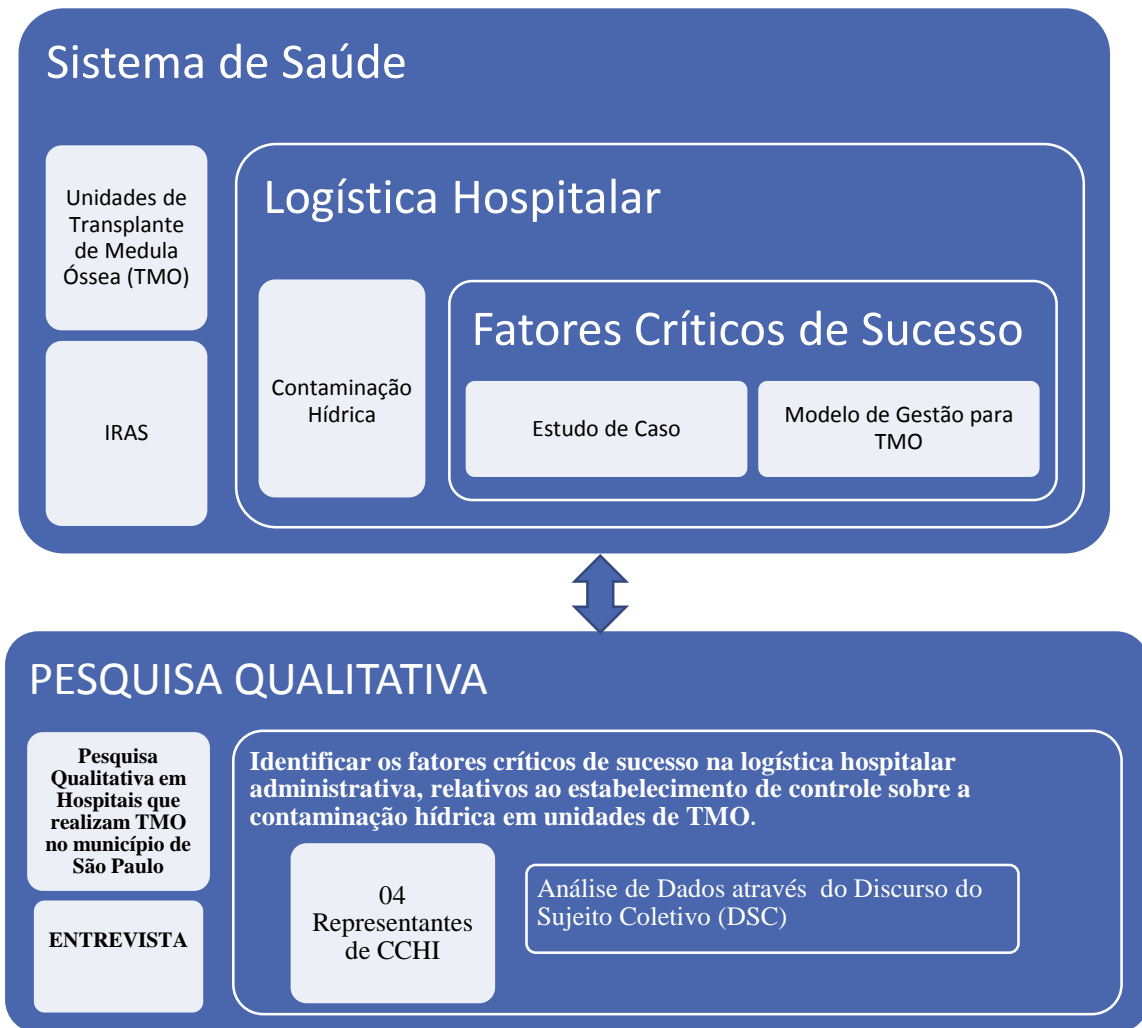 Sistema de Saúde
Unidades de
Transplante
de Medula
Óssea (TMO)
IRAS
Logística Hospitalar
Contaminação
Hídrica
Fatores Críticos de Sucesso
Estudo de Caso
Modelo de Gestão para
TMO
PESQUISA QUALITATIVA
Pesquisa
Qualitativa em
Hospitais que
realizam TMO
no município de
São Paulo
ENTREVISTA
Identificar os fatores críticos de sucesso na logística hospitalar
administrativa, relativos ao estabelecimento de controle sobre a
contaminação hídrica em unidades de TMO.
04
Representantes
de CCHI
Análise de Dados através do Discurso do
Sujeito Coletivo (DSC)